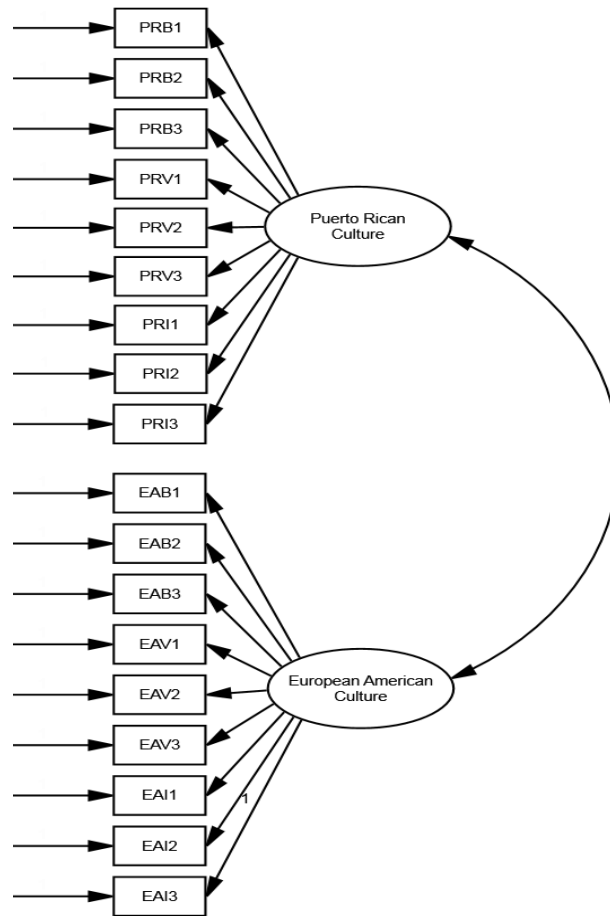 PRB1
PRB2
PRB3
PRV1
PRV2
PRV3
PRI1
PRI2
PRI3
Puerto Rican
Culture
EAB1
EAB2
EAB3
EAV1
EAV2
EAV3
EAI1
EAI2
EAI3
European American
Culture
1